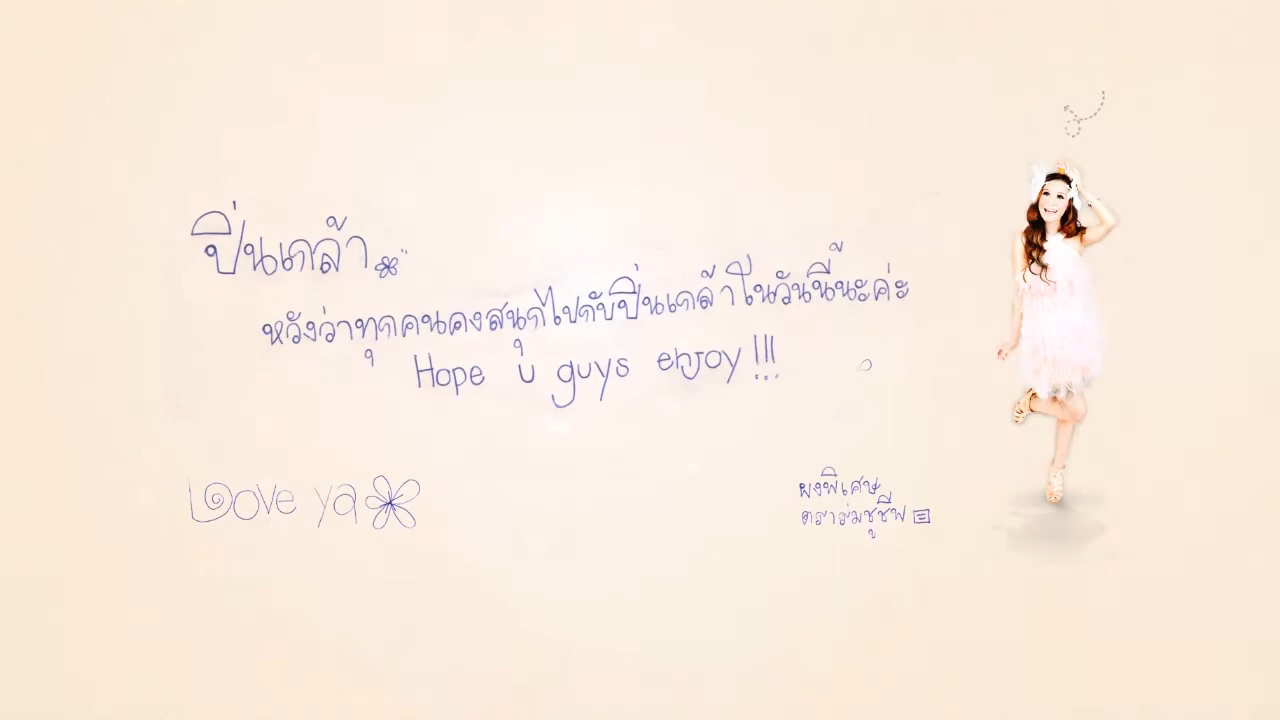 ปิ่นเกล้า
หวังว่าทุกคนคงสนุกไปกับปิ่นเกล้าในวันนี้นะค่ะ
Hope u guys enjoy!!!
Love ya
ผงพิเศษ
ตราร่มชูชีพ